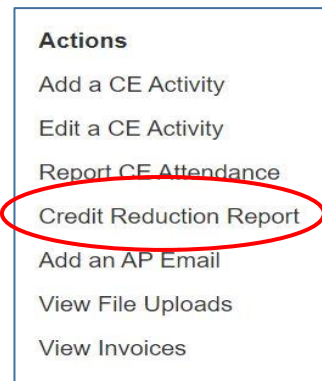 Actions
Add a CE Activity
Edit a CE Activity
Report CE Attendance
Credit Reduction Report
Add an AP Email
View File Uploads
View Invoices